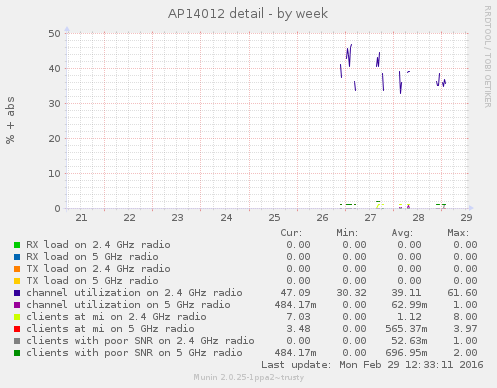 AP14012 detail - by week
RRDTOOL / TOBI OETIKER
% + abs
50
40
30
20
10
0
21 22 23 24 25 26 27 28 29
Cur: Min: Avg: Max:
RX load on 2.4 GHz radio 0.00 0.00 0.00 0.00
RX load on 5 GHz radio 0.00 0.00 0.00 0.00
TX load on 2.4 GHz radio 0.00 0.00 0.00 0.00
TX load on 5 GHz radio 0.00 0.00 0.00 0.00
channel utilization on 2.4 GHz radio 47.09 30.32 39.11 61.60
channel utilization on 5 GHz radio 484.17m 0.00 62.99m 1.00
clients at mi on 2.4 GHz radio 7.03 0.00 1.12 8.00
clients at mi on 5 GHz radio 3.48 0.00 565.37m 3.97
clients with poor SNR on 2.4 GHz radio 0.00 0.00 52.63m 1.00
clients with poor SNR on 5 GHz radio 484.17m 0.00 696.95m 2.00
Last update: Mon Feb 29 12:33:11 2016
Munin 2.0.25-1ppa2~trusty